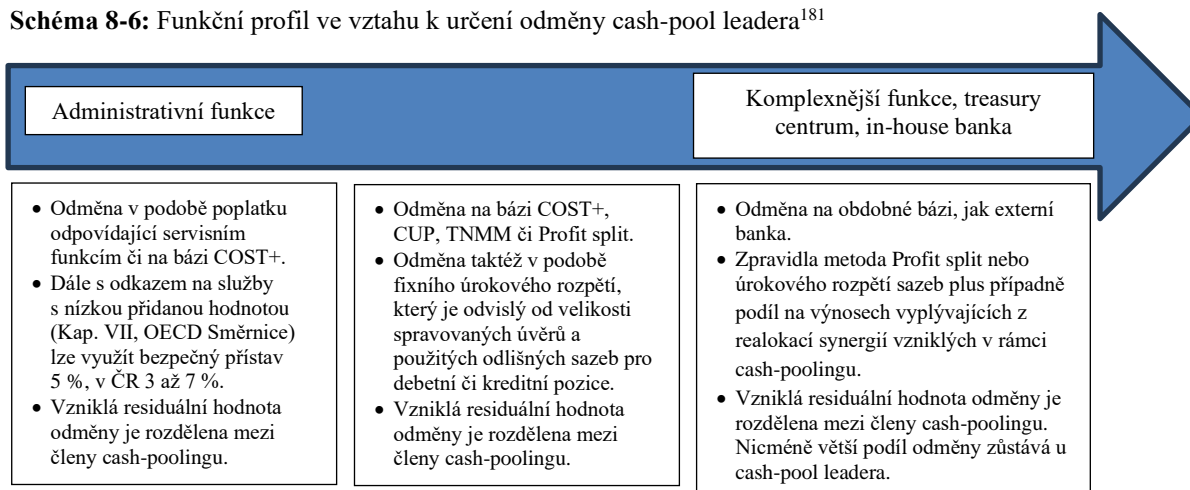 Schéma 8-6: Funkční profil ve vztahu k určení odměny cash-pool leadera181
Administrativní funkce
Komplexnější funkce, treasury
centrum, in-house banka
• Odměna v podobě poplatku
odpovídající servisním
funkcím či na bázi COST+.
• Dále s odkazem na služby
s nízkou přidanou hodnotou
(Kap. VII, OECD Směrnice)
lze využít bezpečný přístav
5 %, v ČR 3 až 7 %.
• Vzniklá residuální hodnota
odměny je rozdělena mezi
členy cash-poolingu.
• Odměna na bázi COST+,
CUP, TNMM či Profit split.
• Odměna taktéž v podobě
fixního úrokového rozpětí,
který je odvislý od velikosti
spravovaných úvěrů a
použitých odlišných sazeb pro
debetní či kreditní pozice.
• Vzniklá residuální hodnota
odměny je rozdělena mezi
členy cash-poolingu.
• Odměna na obdobné bázi, jak externí
banka.
• Zpravidla metoda Profit split nebo
úrokového rozpětí sazeb plus případně
podíl na výnosech vyplývajících z
realokací synergií vzniklých v rámci
cash-poolingu.
• Vzniklá residuální hodnota odměny je
rozdělena mezi členy cash-poolingu.
Nicméně větší podíl odměny zůstává u
cash-pool leadera.